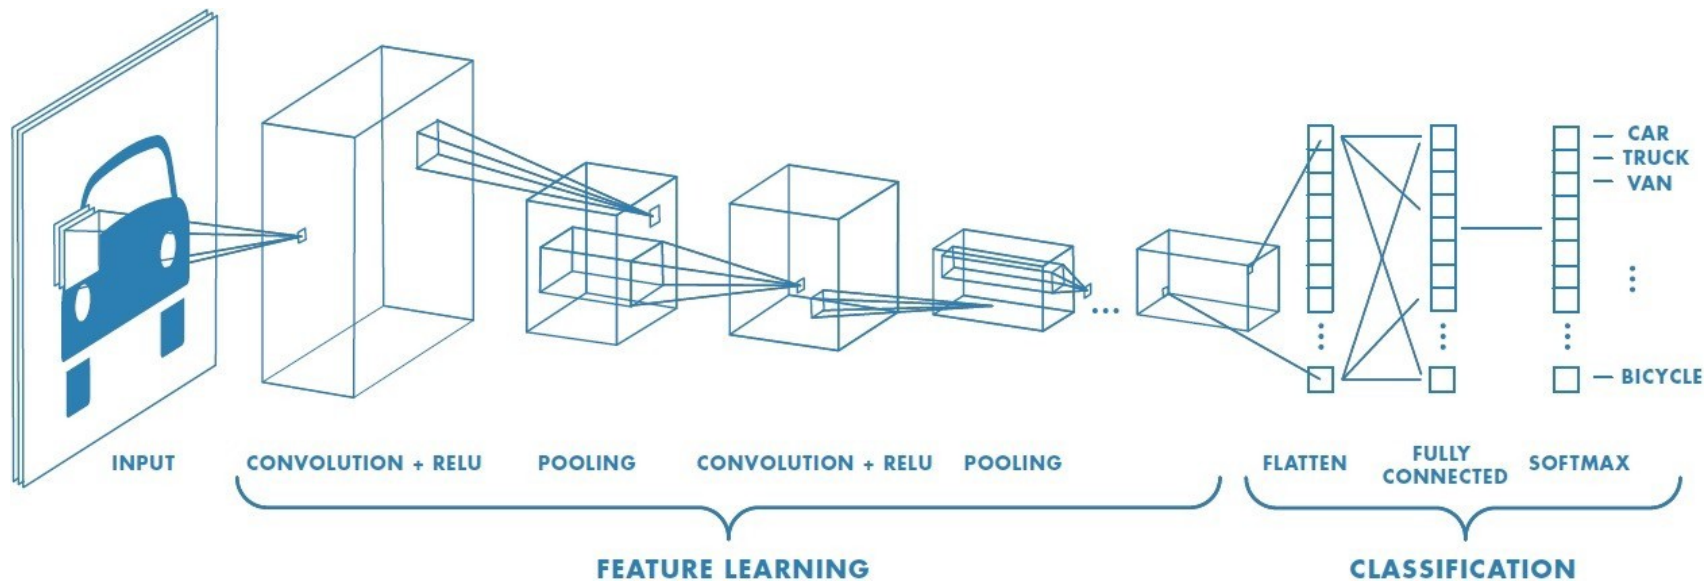 CAR
TRUCK
VAN
BICYCLE
INPUT
CONVOLUTION + RELU
POOLING
CONVOLUTION + RELU
POOLING
FLATTEN
FULLY
CONNECTED
SOFTMAX
FEATURE LEARNING
CLASSIFICATION